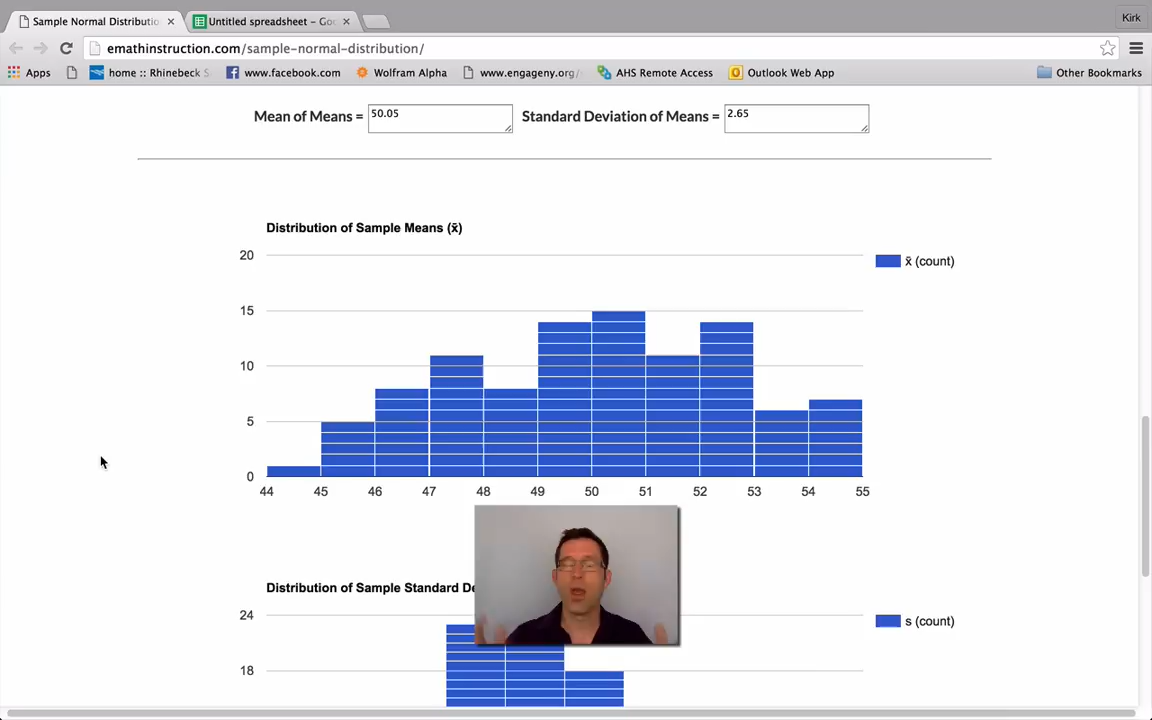 Sample Normal Distributio
Untitled spreadsheet – Go
Kirk
emathinstruction.com/sample-normal-distribution/
Apps
home :: Rhinebeck S
www.facebook.com
Wolfram Alpha
www.engageny.org/
AHS Remote Access
Outlook Web App
Other Bookmarks
Mean of Means = 50.05 Standard Deviation of Means = 2.65
Distribution of Sample Means (x̄)
20
x̄ (count)
15
10
5
0
44 45 46 47 48 49 50 51 52 53 54 55
Distribution of Sample Standard De
24
s (count)
18